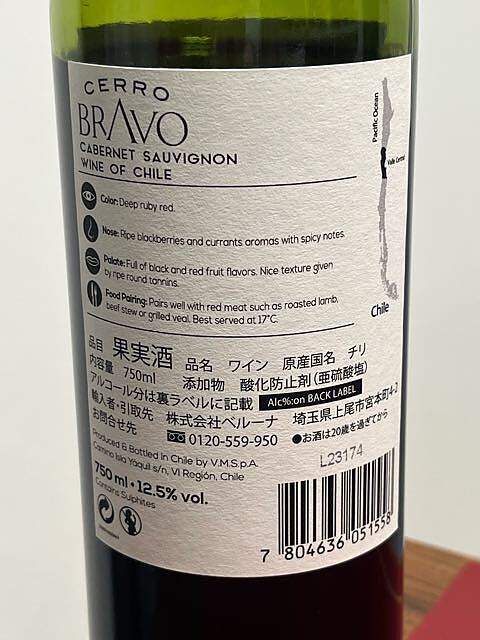 CERRO
BRAVO
CABERNET SAUVIGNON
WINE OF CHILE
Pacific Ocean
Valle Central
Chile
Color: Deep ruby red.
Nose: Ripe blackberries and currants aromas with spicy notes.
Palate: Full of black and red fruit flavors. Nice texture given
by ripe round tannins.
Food Pairing: Pairs well with red meat such as roasted lamb,
beef stew or grilled veal. Best served at 17°C.
品目 果実酒 品名 ワイン 原産国名 チリ
内容量 750ml 添加物 酸化防止剤(亜硫酸塩)
アルコール分は裏ラベルに記載 Alc%:on BACK LABEL
輸入者・引取先 株式会社ベルーナ 埼玉県上尾市宮本町4-2
お問合せ先 0120-559-950 ●お酒は20歳を過ぎてから
Produced & Bottled in Chile by V.M.S.p.A.
Camino Isla Yáquil s/n, VI Región, Chile
L23174
750 ml • 12.5% vol.
Contains Sulphites
7 804636 051558